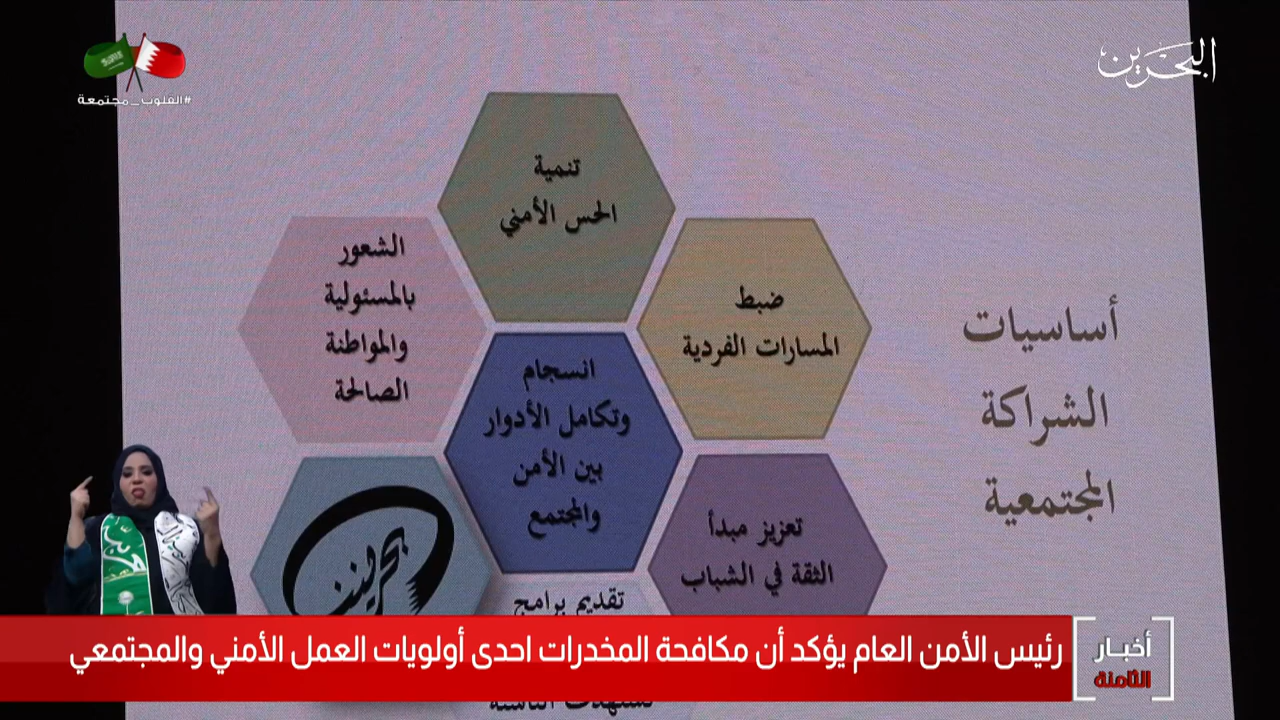 البحرين
#القلوب_مجتمعة
أساسيات
الشراكة
المجتمعية
تنمية
الحس الأمني
ضبط
المسارات الفردية
الشعور
بالمسئولية
والمواطنة
الصالحة
انسجام
وتكامل الأدوار
بين الأمن
والمجتمع
تعزيز مبدأ
الثقة في الشباب
بحريننا
تقديم برامج
أخبار
الثامنة
رئيس الأمن العام يؤكد أن مكافحة المخدرات احدى أولويات العمل الأمني والمجتمعي